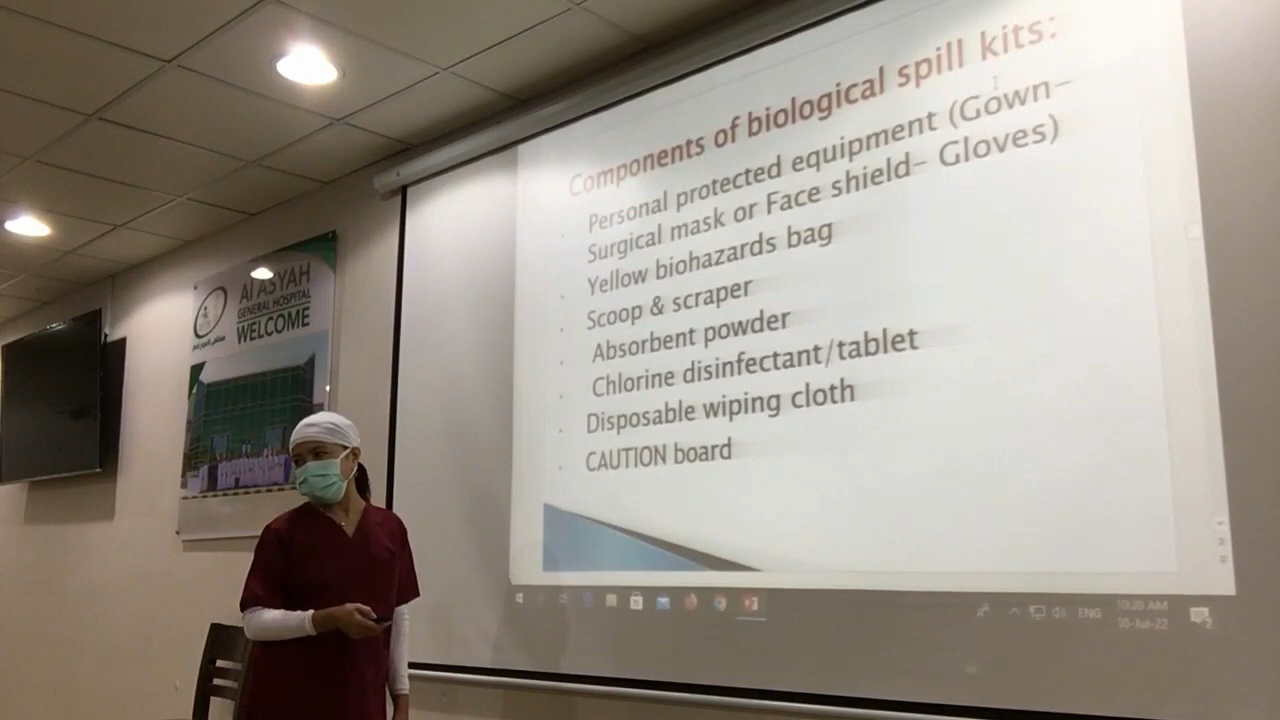 Components of biological spill kits:
Personal protected equipment (Gown-
Surgical mask or Face shield- Gloves)
Yellow biohazards bag
Scoop & scraper
Absorbent powder
Chlorine disinfectant/tablet
Disposable wiping cloth
CAUTION board
Al ASYAH
GENERAL HOSPITAL
WELCOME
ENG
10:20 AM
30-Jul-22
2